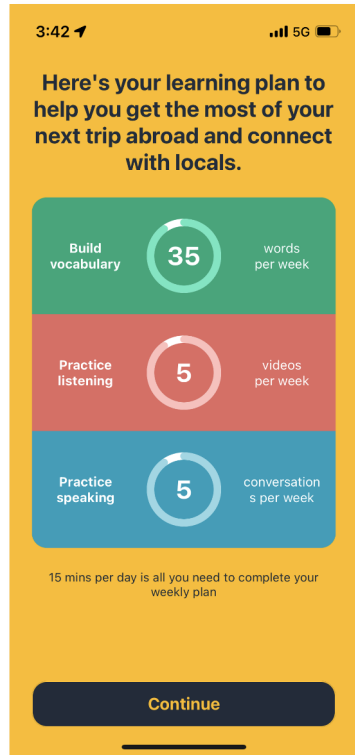 3:42
5G
Here's your learning plan to
help you get the most of your
next trip abroad and connect
with locals.
Build
vocabulary
35
words
per week
Practice
listening
5
videos
per week
Practice
speaking
5
conversation
s per week
15 mins per day is all you need to complete your
weekly plan
Continue